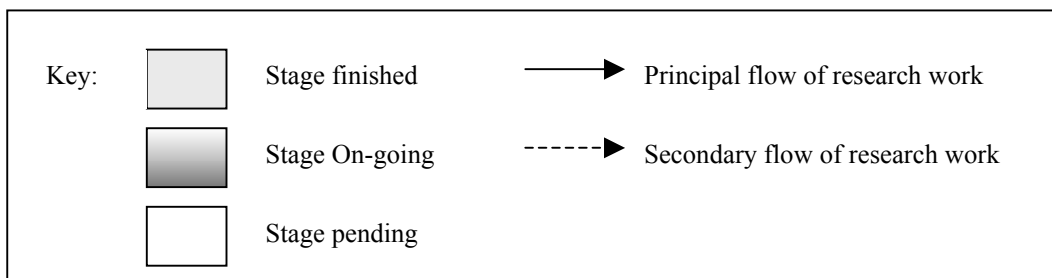 Key: Stage finished Principal flow of research work
Stage On-going Secondary flow of research work
Stage pending